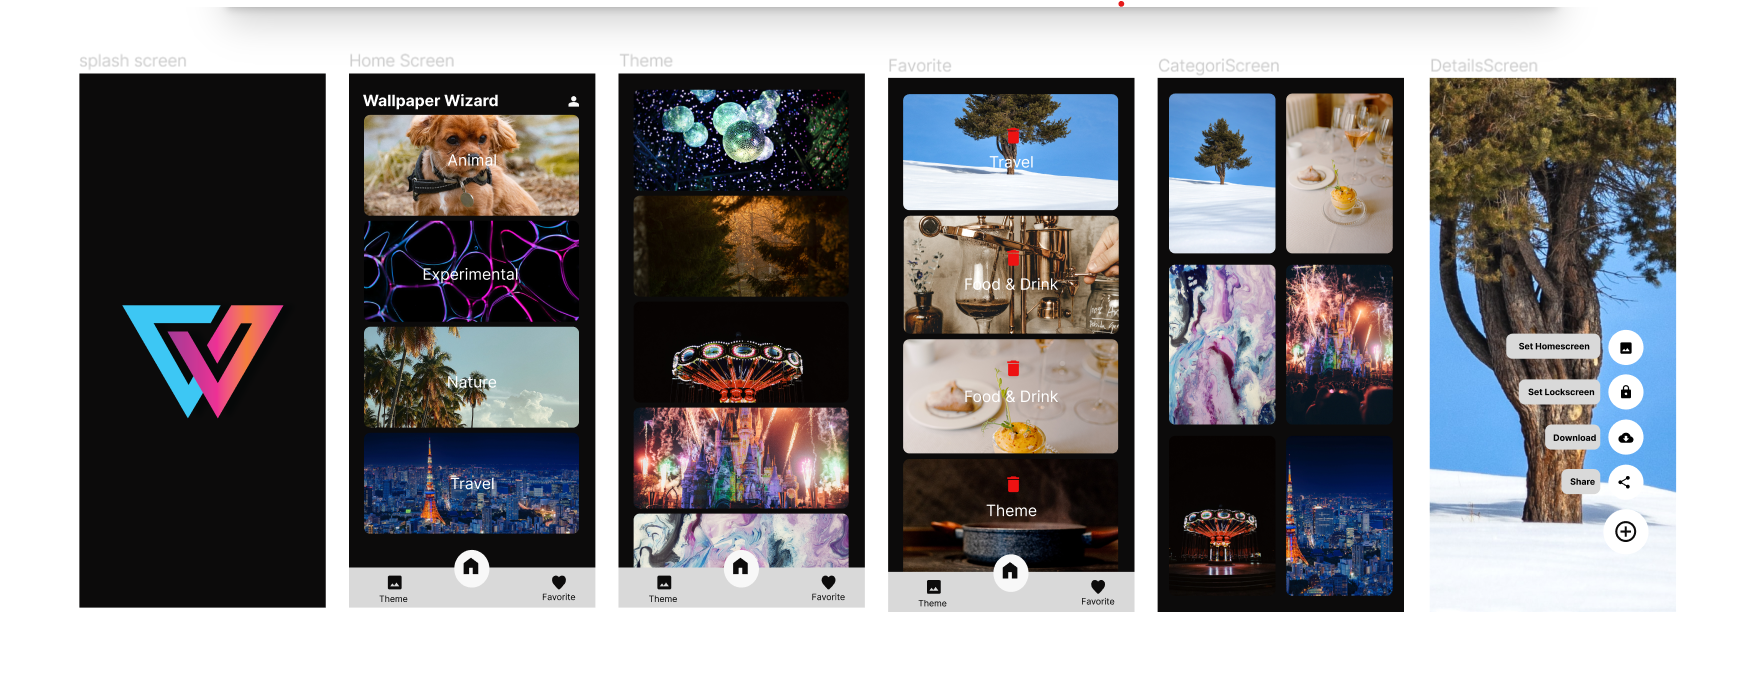 splash screen
Home Screen
Theme
Favorite
CategoriScreen
DetailsScreen
Wallpaper Wizard
Animal
Experimental
Nature
Travel
Theme
Favorite
Theme
Favorite
Travel
Food & Drink
Food & Drink
Theme
Theme
Favorite
Set Homescreen
Set Lockscreen
Download
Share